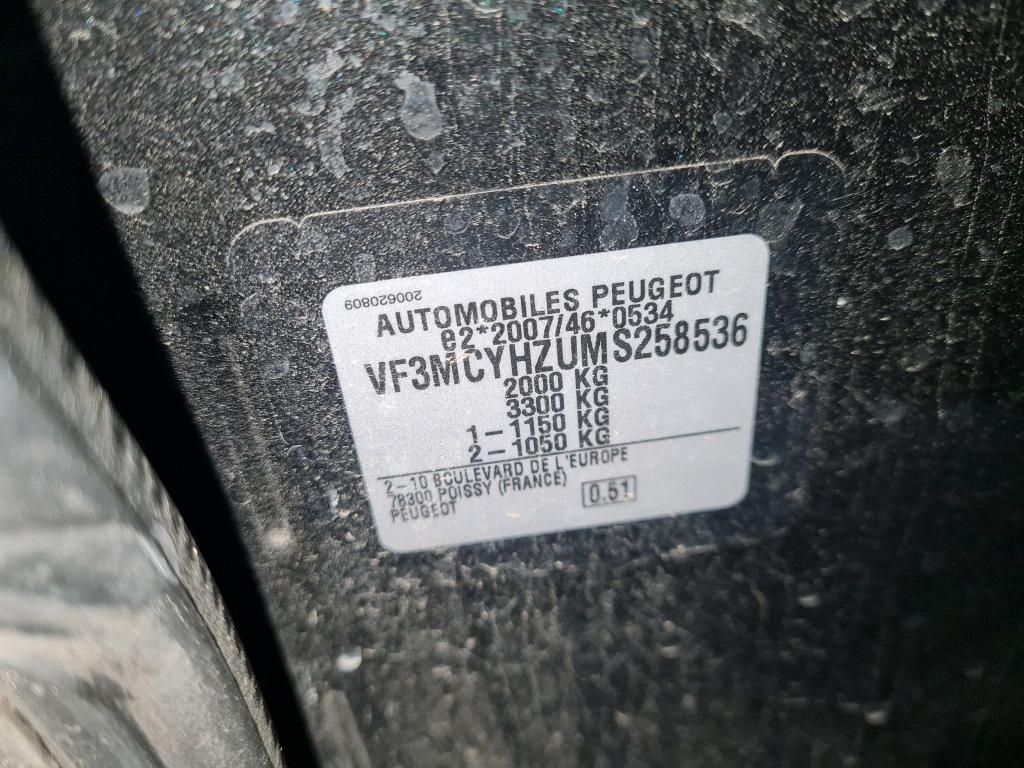 200620809
AUTOMOBILES PEUGEOT
e2*2007/46*0534
VF3MCYHZUMS258536
2000 KG
3300 KG
1-1150 KG
2-1050 KG
2-10 BOULEVARD DE L'EUROPE
78300 POISSY (FRANCE)
PEUGEOT
0.51